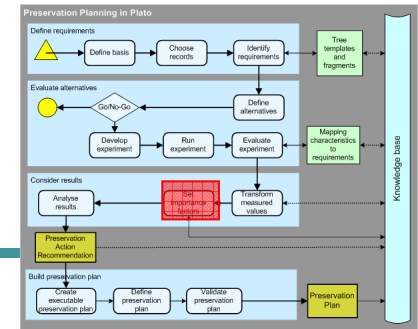 Preservation Planning in Plato
Define requirements
Define basis
Choose
records
Identify
requirements
Tree
templates
and
fragments
Evaluate alternatives
Go/No-Go
Define
alternatives
Develop
experiment
Run
experiment
Evaluate
experiment
Mapping
characteristics
to
requirements
Knowledge base
Consider results
Analyse
results
Set
importance
factors
Transform
measured
values
Preservation
Action
Recommendation
Build preservation plan
Create
executable
preservation plan
Define
preservation
plan
Validate
preservation
plan
Preservation
Plan